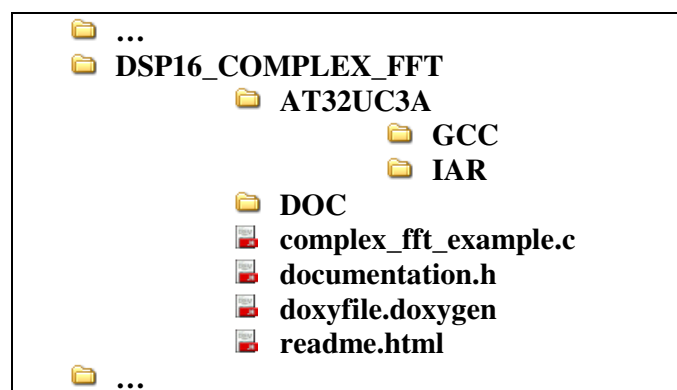 ...
DSP16_COMPLEX_FFT
AT32UC3A
GCC
IAR
DOC
complex_fft_example.c
documentation.h
doxyfile.doxygen
readme.html
...